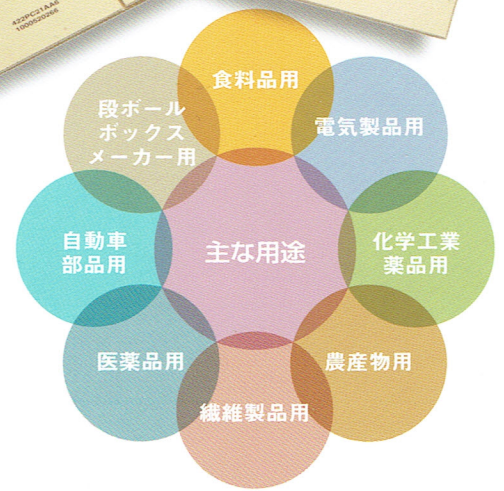 422PC21AA6
1000520266
食料品用
電気製品用
化学工業
薬品用
農産物用
繊維製品用
医薬品用
自動車
部品用
段ボール
ボックス
メーカー用
主な用途